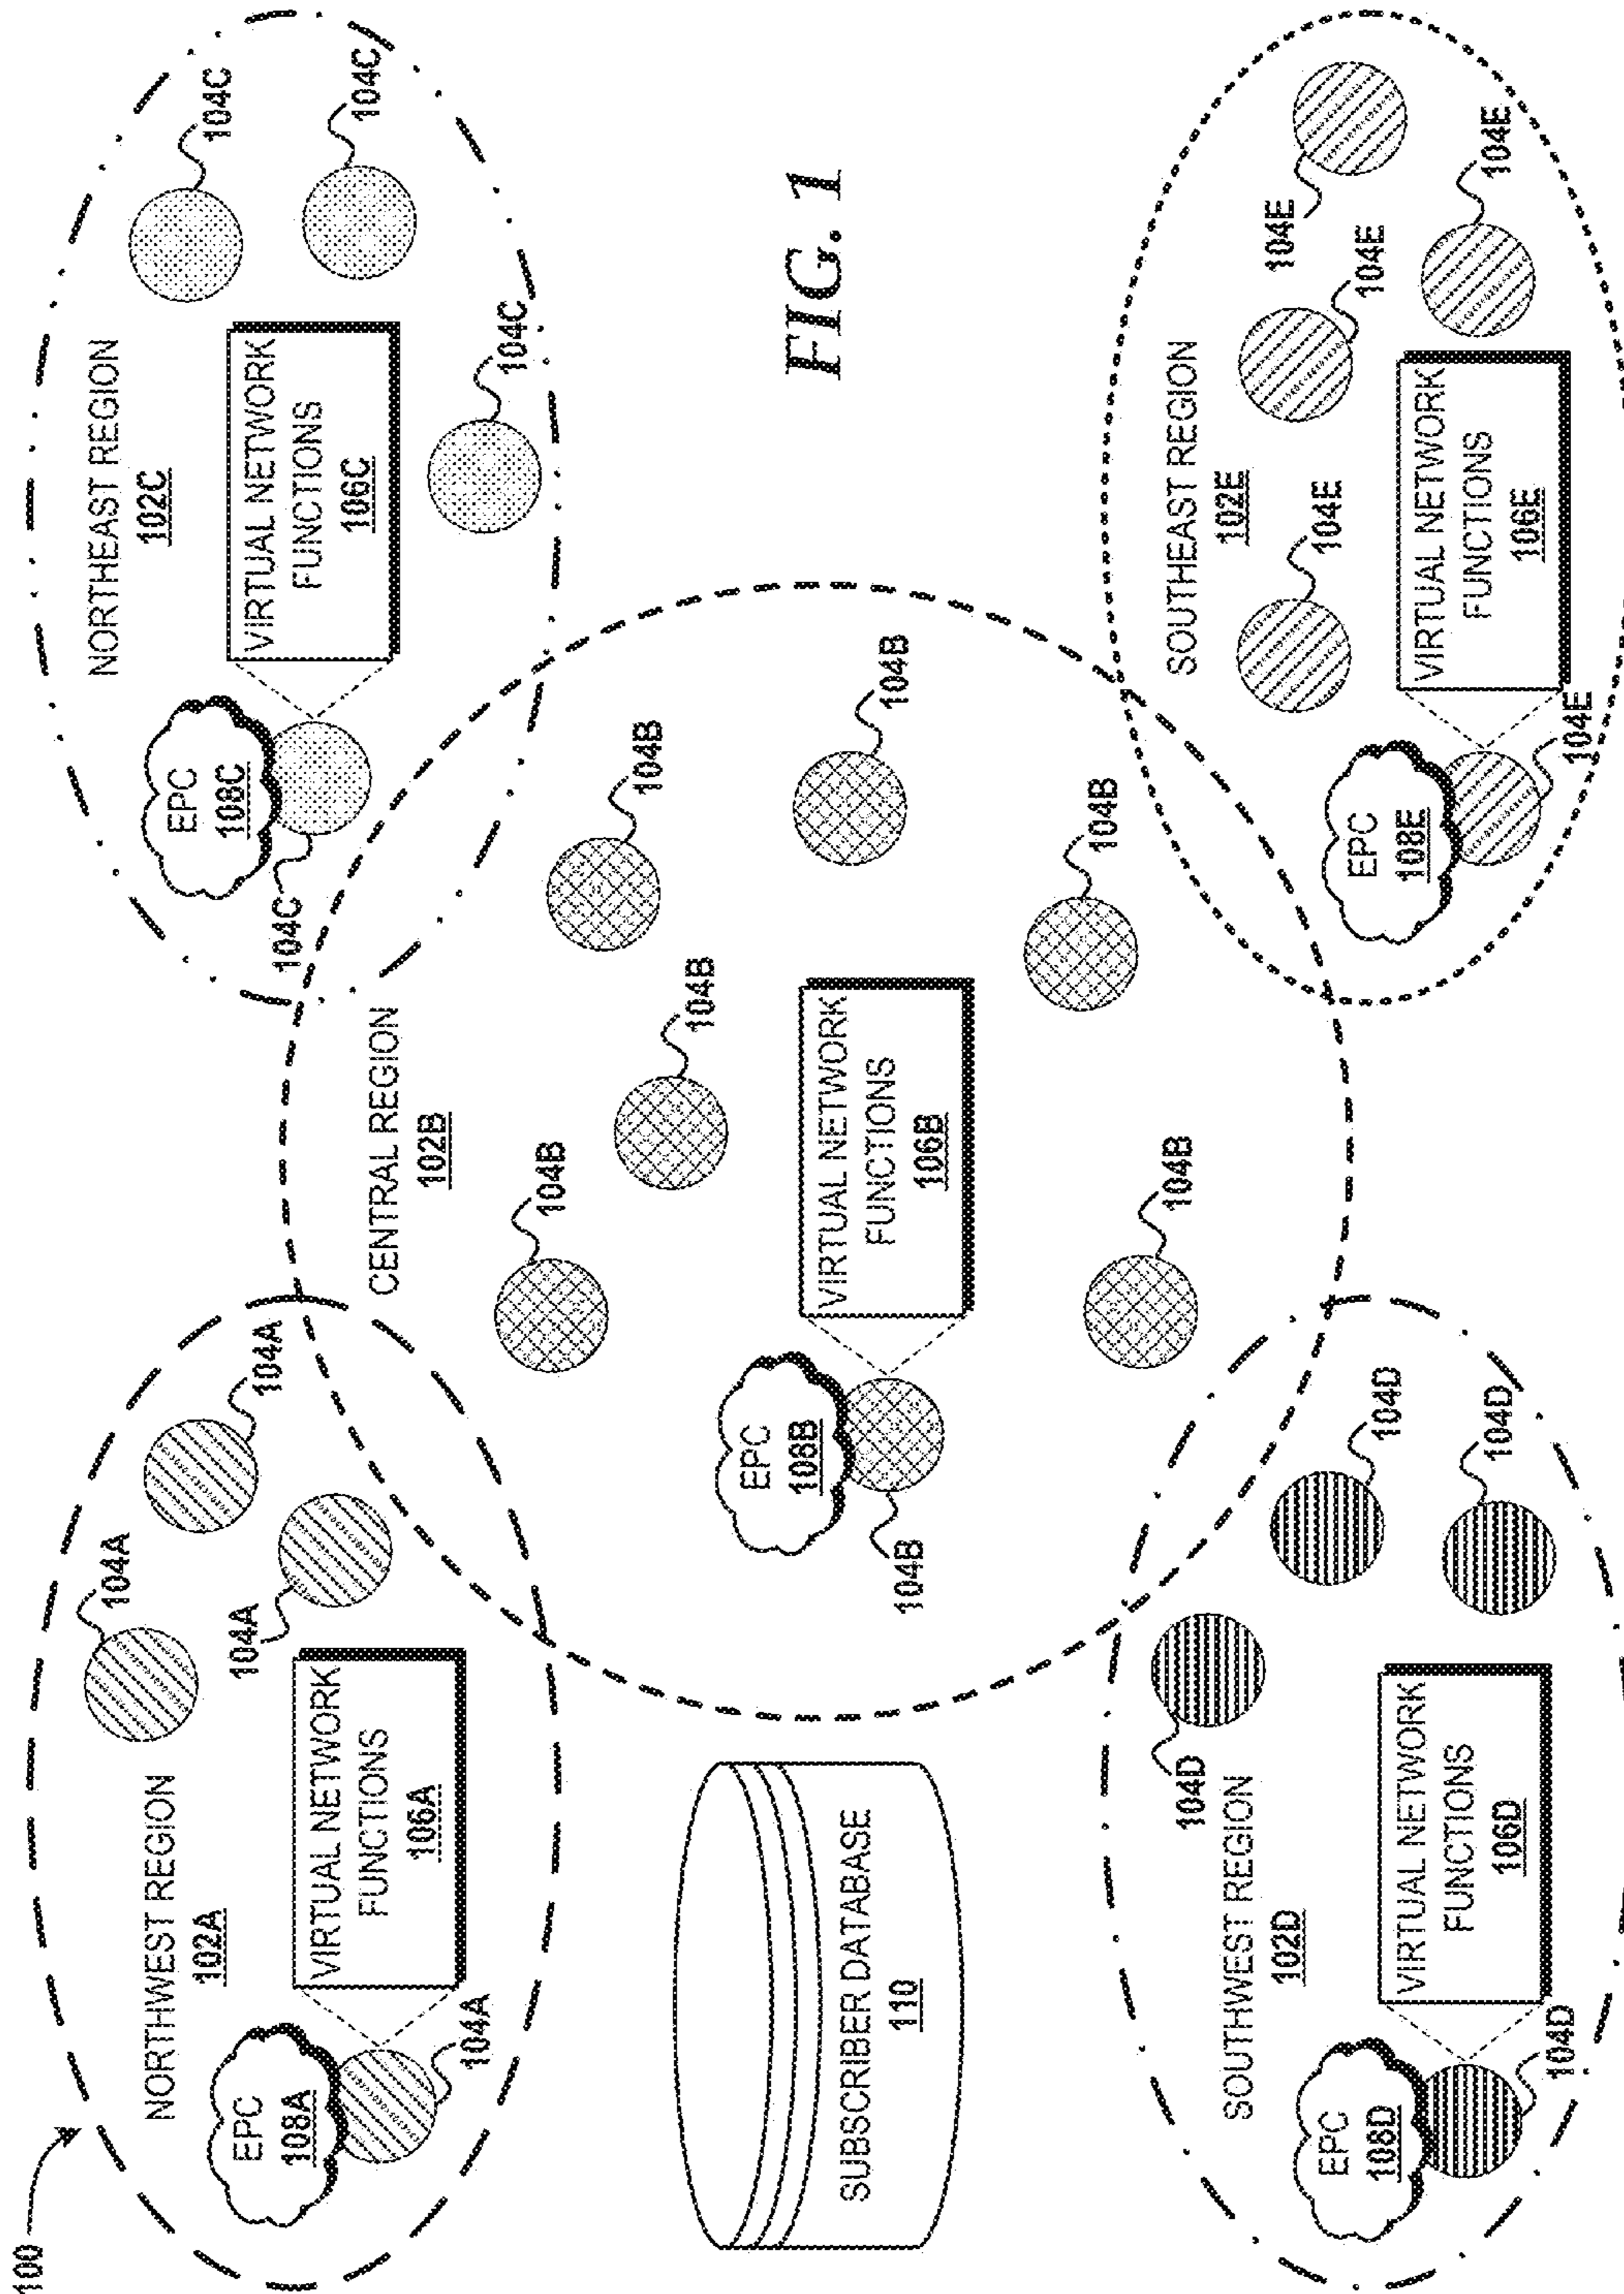 100
NORTHWEST REGION
102A
104A
104A
104A
EPC
108A
VIRTUAL NETWORK
FUNCTIONS
106A
104A
CENTRAL REGION
102B
104B
104B
104B
104B
104B
104B
EPC
108B
VIRTUAL NETWORK
FUNCTIONS
106B
104B
NORTHEAST REGION
102C
104C
104C
104C
EPC
108C
VIRTUAL NETWORK
FUNCTIONS
106C
104C
SUBSCRIBER DATABASE
110
FIG. 1
SOUTHWEST REGION
102D
104D
104D
104D
EPC
108D
VIRTUAL NETWORK
FUNCTIONS
106D
104D
SOUTHEAST REGION
102E
104E
104E
104E
104E
EPC
108E
VIRTUAL NETWORK
FUNCTIONS
106E
104E